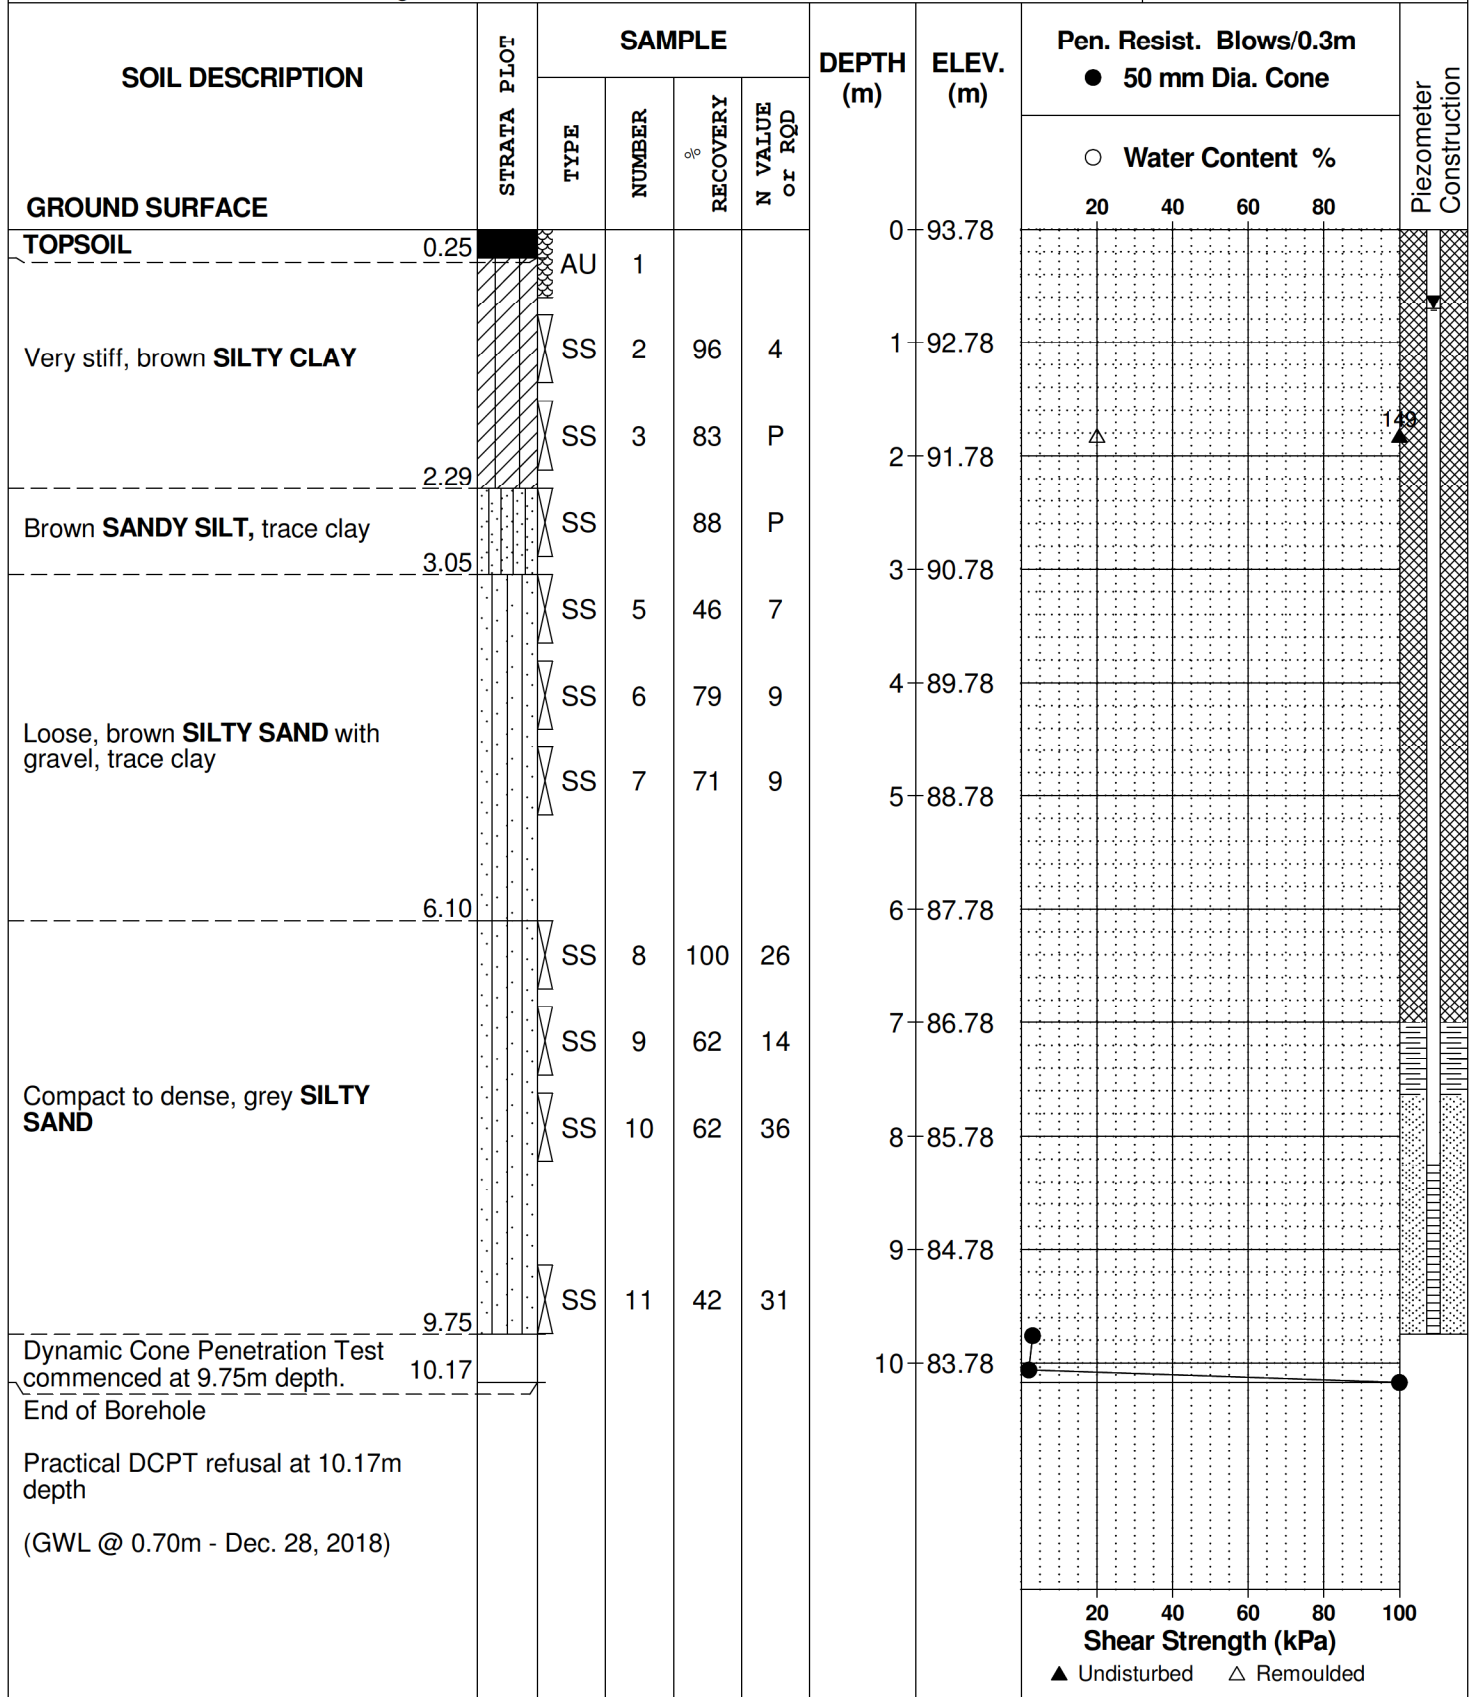 SOIL DESCRIPTION
GROUND SURFACE
STRATA PLOT
SAMPLE
TYPE
NUMBER
% RECOVERY
N VALUE
or RQD
DEPTH
(m)
ELEV.
(m)
Pen. Resist. Blows/0.3m
● 50 mm Dia. Cone
○ Water Content %
20 40 60 80
Piezometer
Construction
0 93.78
TOPSOIL 0.25
AU 1
Very stiff, brown SILTY CLAY
SS 2 96 4
1 92.78
149
SS 3 83 P
2 91.78
2.29
Brown SANDY SILT, trace clay
SS 88 P
3.05
3 90.78
SS 5 46 7
4 89.78
SS 6 79 9
Loose, brown SILTY SAND with
gravel, trace clay
SS 7 71 9
5 88.78
6.10
6 87.78
SS 8 100 26
7 86.78
SS 9 62 14
Compact to dense, grey SILTY
SAND
SS 10 62 36
8 85.78
9 84.78
SS 11 42 31
9.75
Dynamic Cone Penetration Test
commenced at 9.75m depth.
10.17
10 83.78
End of Borehole
Practical DCPT refusal at 10.17m
depth
(GWL @ 0.70m - Dec. 28, 2018)
20 40 60 80 100
Shear Strength (kPa)
▲ Undisturbed △ Remoulded